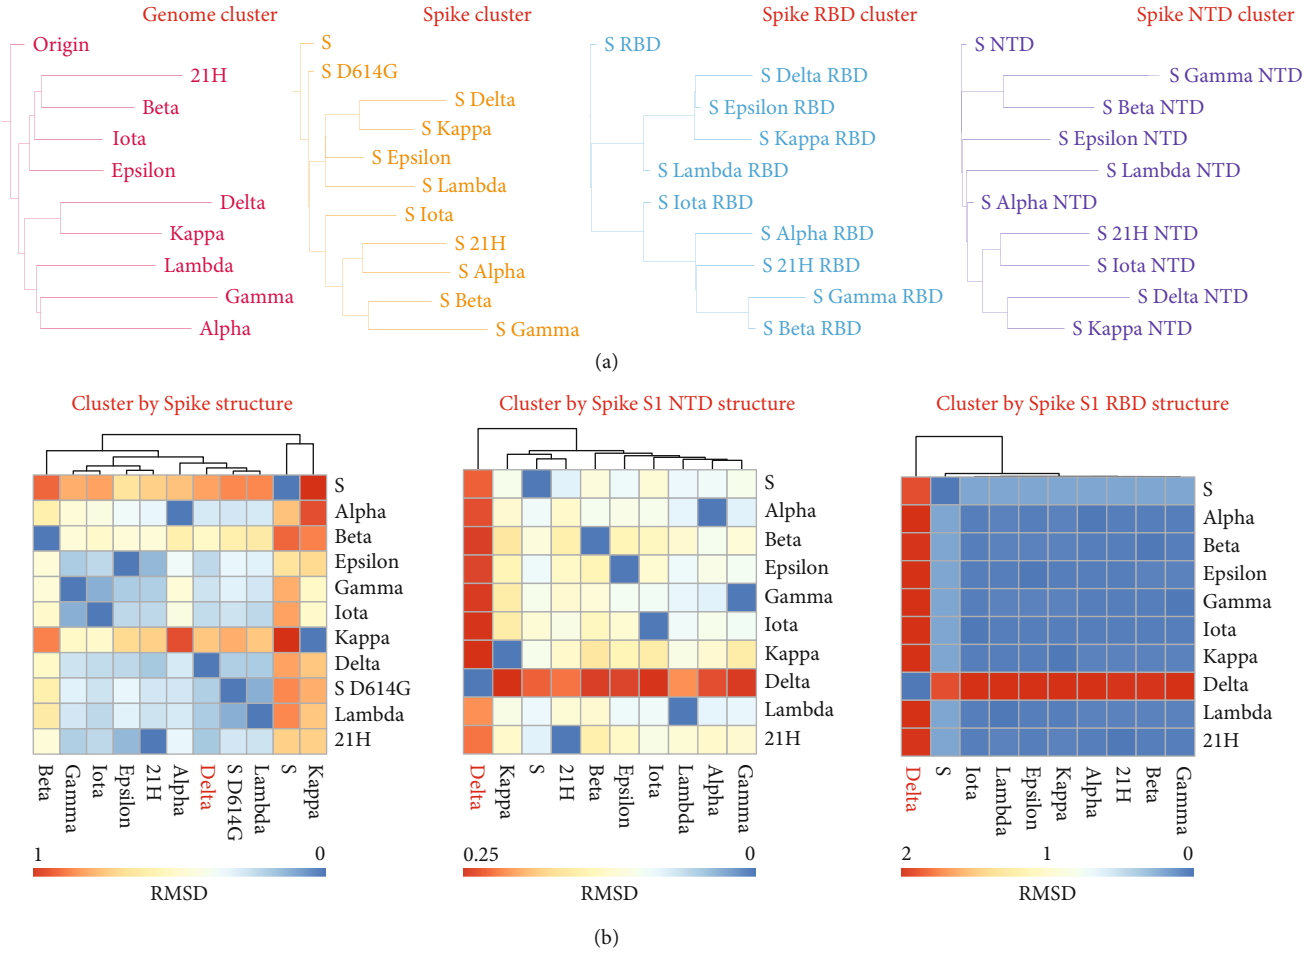 Genome cluster
Origin
21H
Beta
Iota
Epsilon
Delta
Kappa
Lambda
Gamma
Alpha
Spike cluster
S
S D614G
S Delta
S Kappa
S Epsilon
S Lambda
S Iota
S 21H
S Alpha
S Beta
S Gamma
Spike RBD cluster
S RBD
S Delta RBD
S Epsilon RBD
S Kappa RBD
S Lambda RBD
S Iota RBD
S Alpha RBD
S 21H RBD
S Gamma RBD
S Beta RBD
Spike NTD cluster
S NTD
S Gamma NTD
S Beta NTD
S Epsilon NTD
S Lambda NTD
S Alpha NTD
S 21H NTD
S Iota NTD
S Delta NTD
S Kappa NTD
(a)
Cluster by Spike structure
S
Alpha
Beta
Epsilon
Gamma
Iota
Kappa
Delta
S D614G
Lambda
21H
Beta
Gamma
Iota
Epsilon
21H
Alpha
Delta
S D614G
Lambda
S
Kappa
1
0
RMSD
Cluster by Spike S1 NTD structure
S
Alpha
Beta
Epsilon
Gamma
Iota
Kappa
Delta
Lambda
21H
Delta
Kappa
S
21H
Beta
Epsilon
Iota
Lambda
Alpha
Gamma
0.25
0
RMSD
Cluster by Spike S1 RBD structure
S
Alpha
Beta
Epsilon
Gamma
Iota
Kappa
Delta
Lambda
21H
Delta
S
Iota
Lambda
Epsilon
Kappa
Alpha
21H
Beta
Gamma
2
1
0
RMSD
(b)